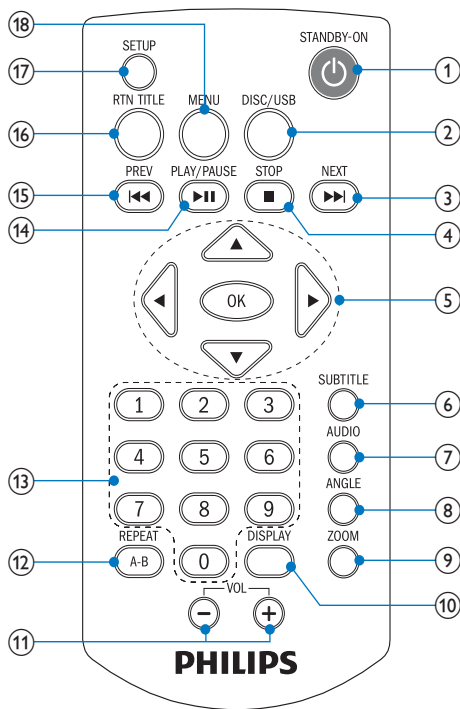 18
SETUP
STANDBY-ON
17
1
RTN TITLE MENU DISC/USB
16
2
PREV PLAY/PAUSE STOP NEXT
15
3
14
4
OK
5
SUBTITLE
1 2 3
6
AUDIO
4 5 6
7
13
ANGLE
7 8 9
8
REPEAT DISPLAY ZOOM
12
A-B
0
9
10
VOL
11
− +
PHILIPS